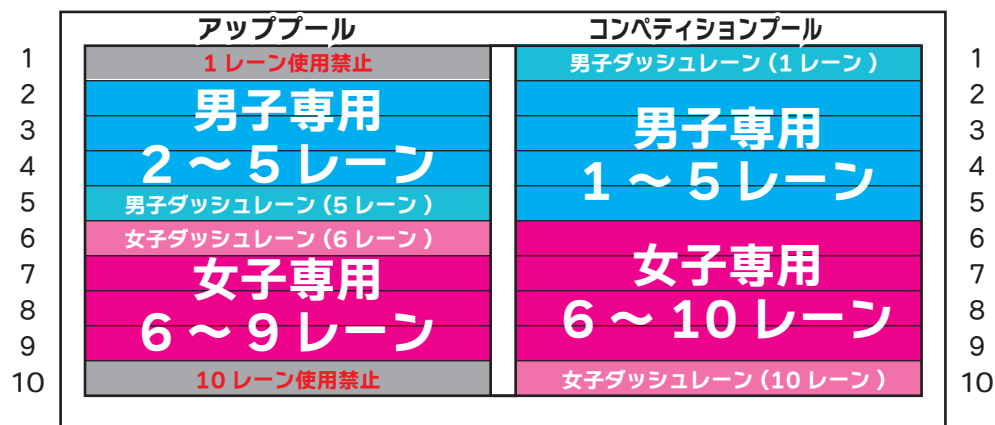 アッププール
コンペティションプール
1
2
3
4
5
6
7
8
9
10
1レーン使用禁止
男子専用
2～5レーン
男子ダッシュレーン（5レーン）
女子ダッシュレーン（6レーン）
女子専用
6～9レーン
10レーン使用禁止
男子ダッシュレーン（1レーン）
男子専用
1～5レーン
女子専用
6～10レーン
女子ダッシュレーン（10レーン）
1
2
3
4
5
6
7
8
9
10